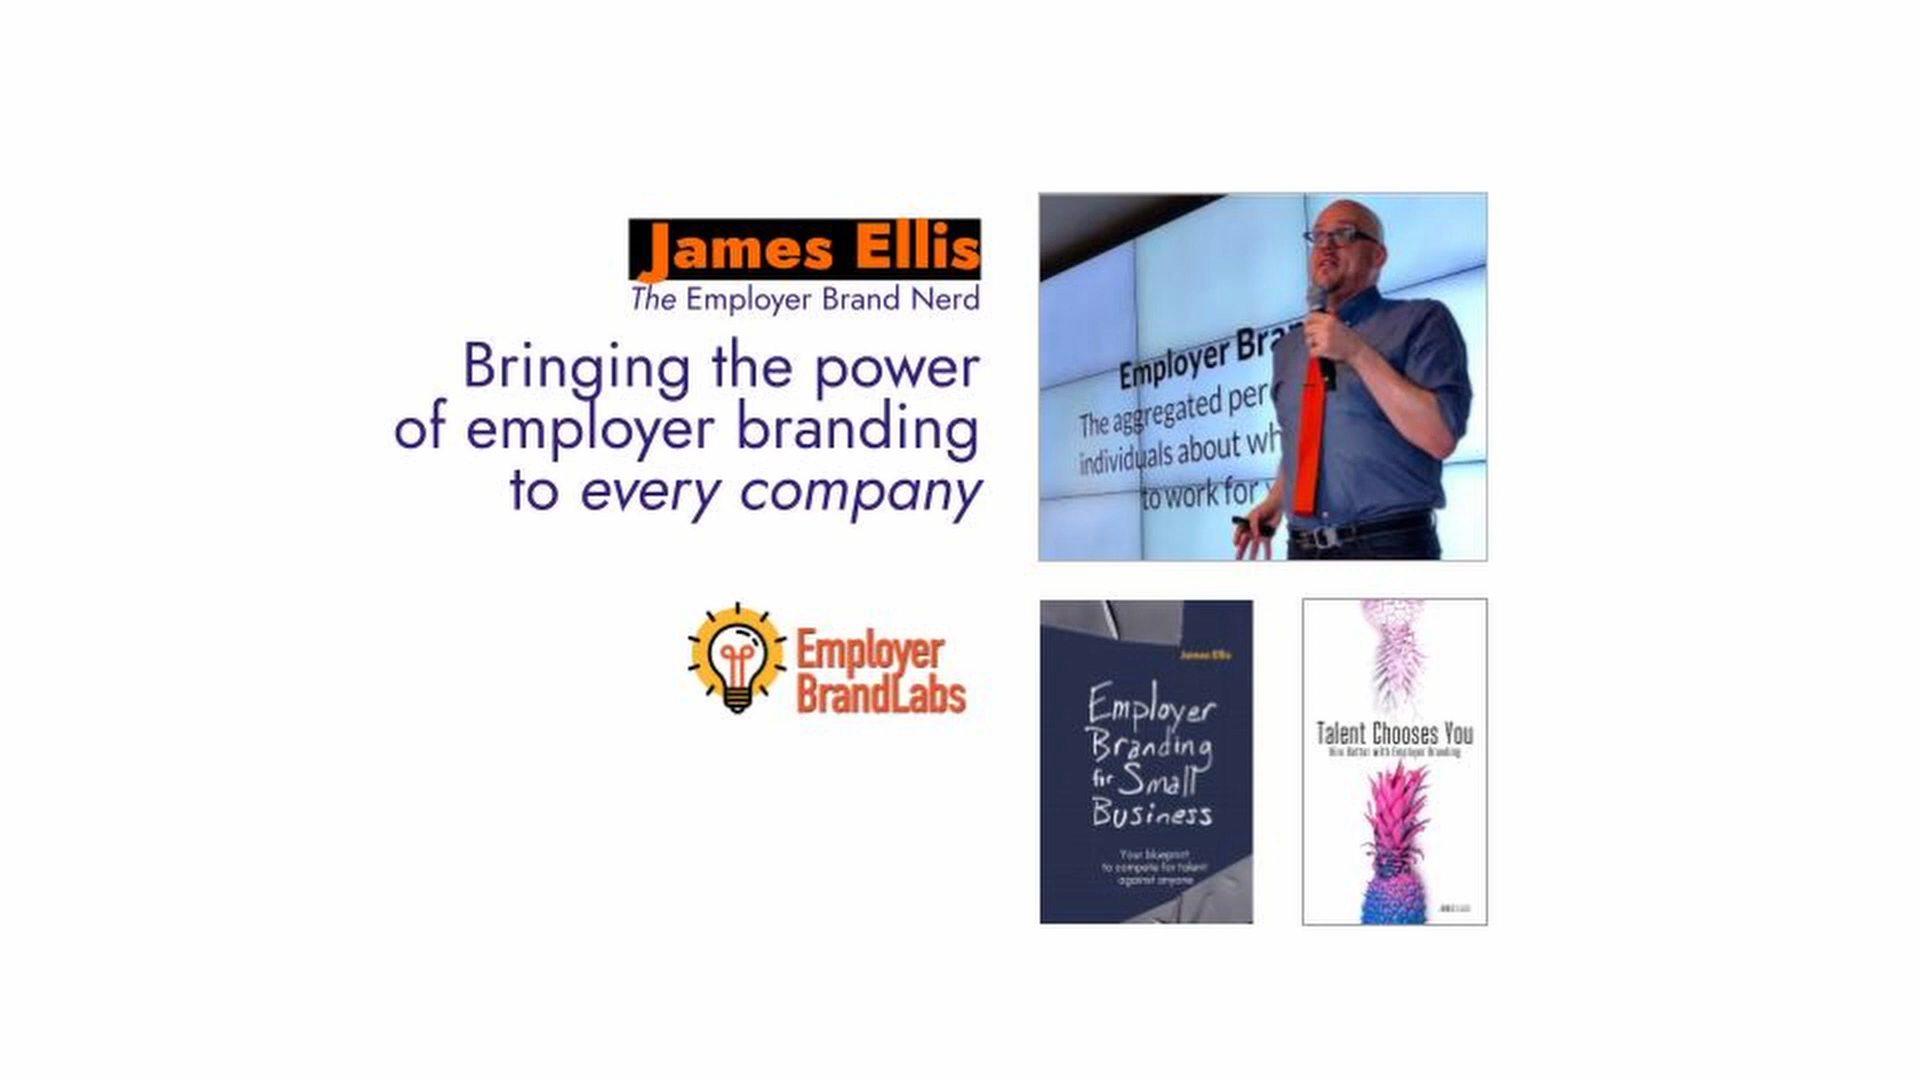 James Ellis
The Employer Brand Nerd
Bringing the power
of employer branding
to every company
Employer
BrandLabs
Employer Bran
The aggregated per
individuals about wh
to work for
James Ellis
Employer
Branding
for Small
Business
Your blueprint
to compete for talent
against anyone
Talent Chooses You
Hire Better with Employer Branding